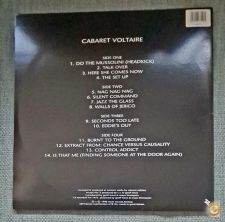 CABARET VOLTAIRE
SIDE ONE
1. DO THE MUSSOLINI (HEADKICK)
2. TALK OVER
3. HERE SHE COMES NOW
4. THE SET UP
SIDE TWO
5. NAG NAG NAG
6. SILENT COMMAND
7. JAZZ THE GLASS
8. WALLS OF JERICO
SIDE THREE
9. SECONDS TOO LATE
10. EDDIE'S OUT
SIDE FOUR
11. BURNT TO THE GROUND
12. EXTRACT FROM: CHANCE VERSUS CAUSALITY
13. CONTROL ADDICT
14. IS THAT ME (FINDING SOMEONE AT THE DOOR AGAIN)